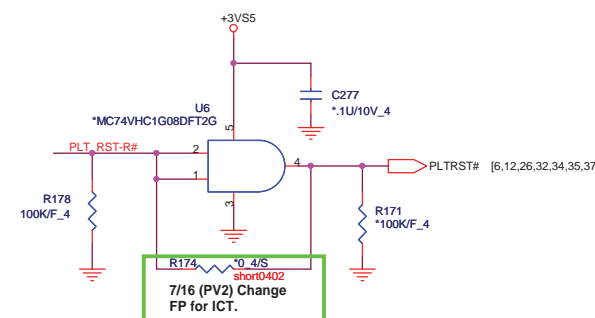 +3VS5
C277
*.1U/10V_4
U6
*MC74VHC1G08DFT2G
5
PLT_RST-R#
2
1
4
PLTRST# [6,12,26,32,34,35,37
3
R178
100K/F_4
R171
*100K/F_4
R174 *0_4/S
short0402
7/16 (PV2) Change
FP for ICT.